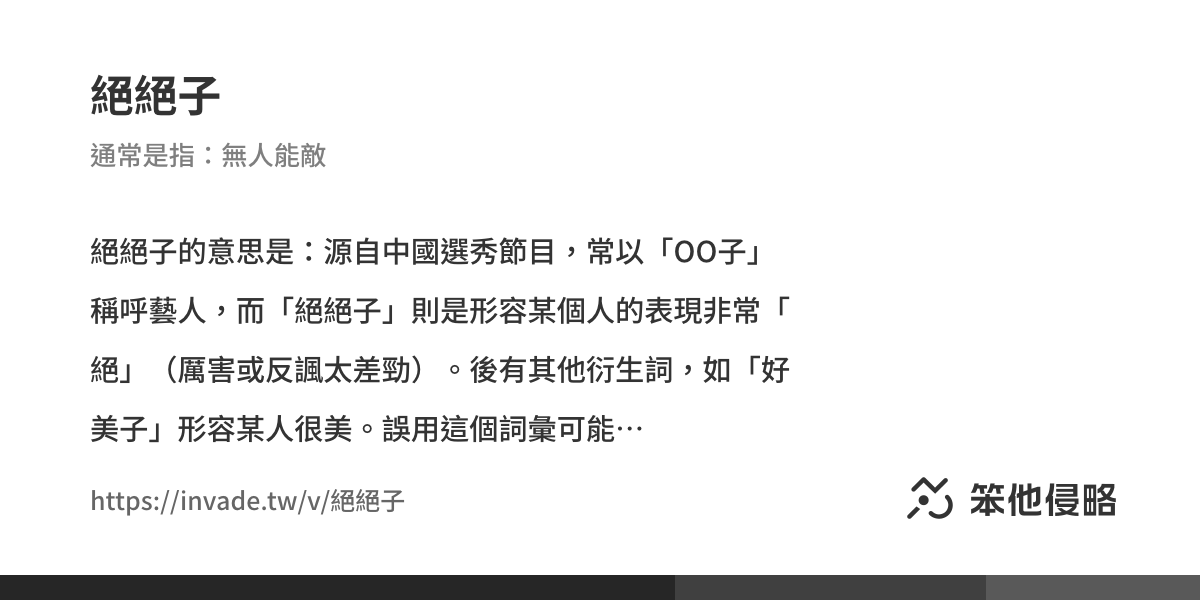 絕絕子
通常是指：無人能敵
絕絕子的意思是：源自中國選秀節目，常以「OO子」
稱呼藝人，而「絕絕子」則是形容某個人的表現非常「
絕」（厲害或反諷太差勁）。後有其他衍生詞，如「好
美子」形容某人很美。誤用這個詞彙可能…
https://invade.tw/v/絕絕子
笨他侵略